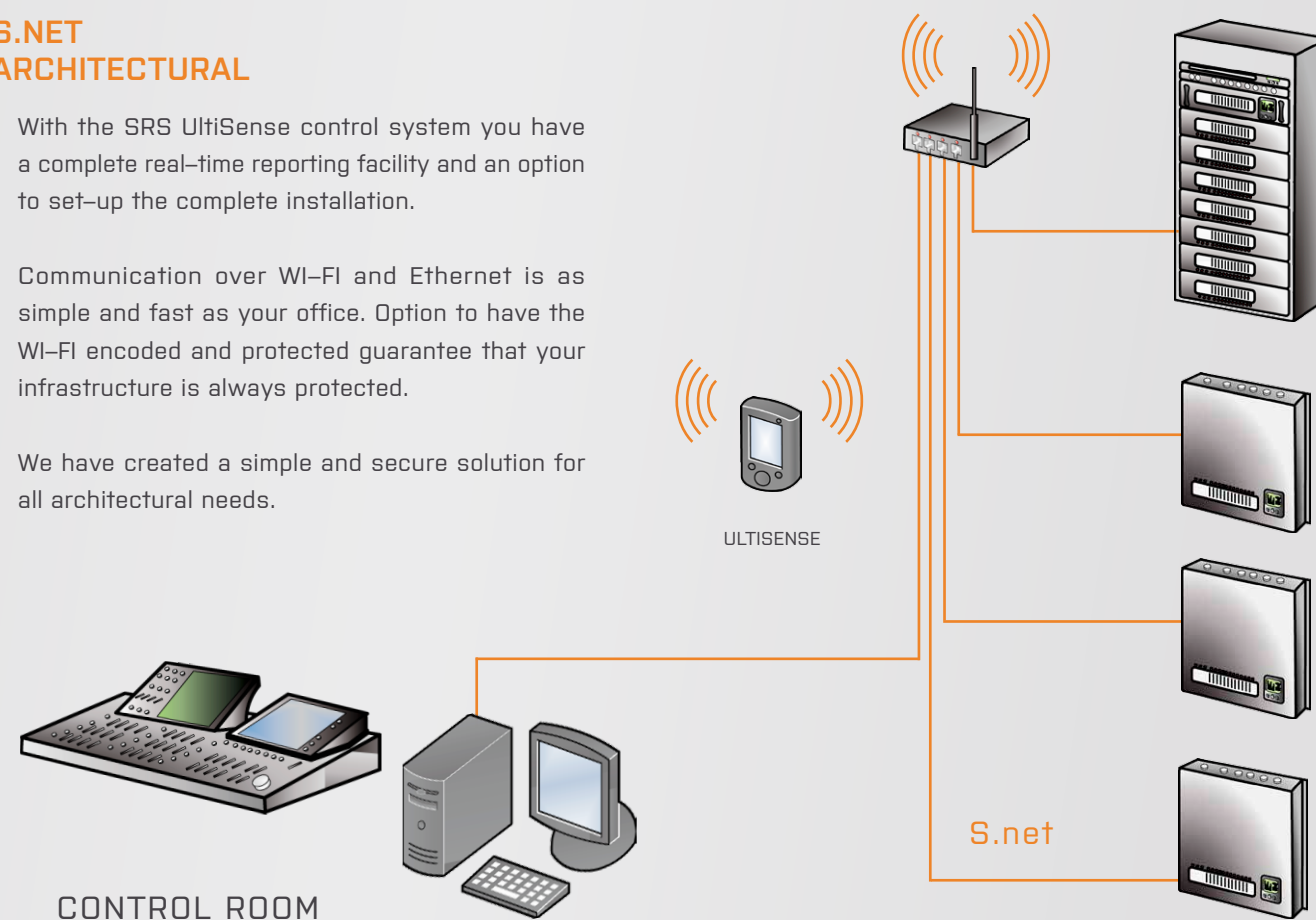 S.NET
ARCHITECTURAL
With the SRS UltiSense control system you have
a complete real–time reporting facility and an option
to set–up the complete installation.
Communication over WI–FI and Ethernet is as
simple and fast as your office. Option to have the
WI–FI encoded and protected guarantee that your
infrastructure is always protected.
We have created a simple and secure solution for
all architectural needs.
ULTISENSE
S.net
CONTROL ROOM